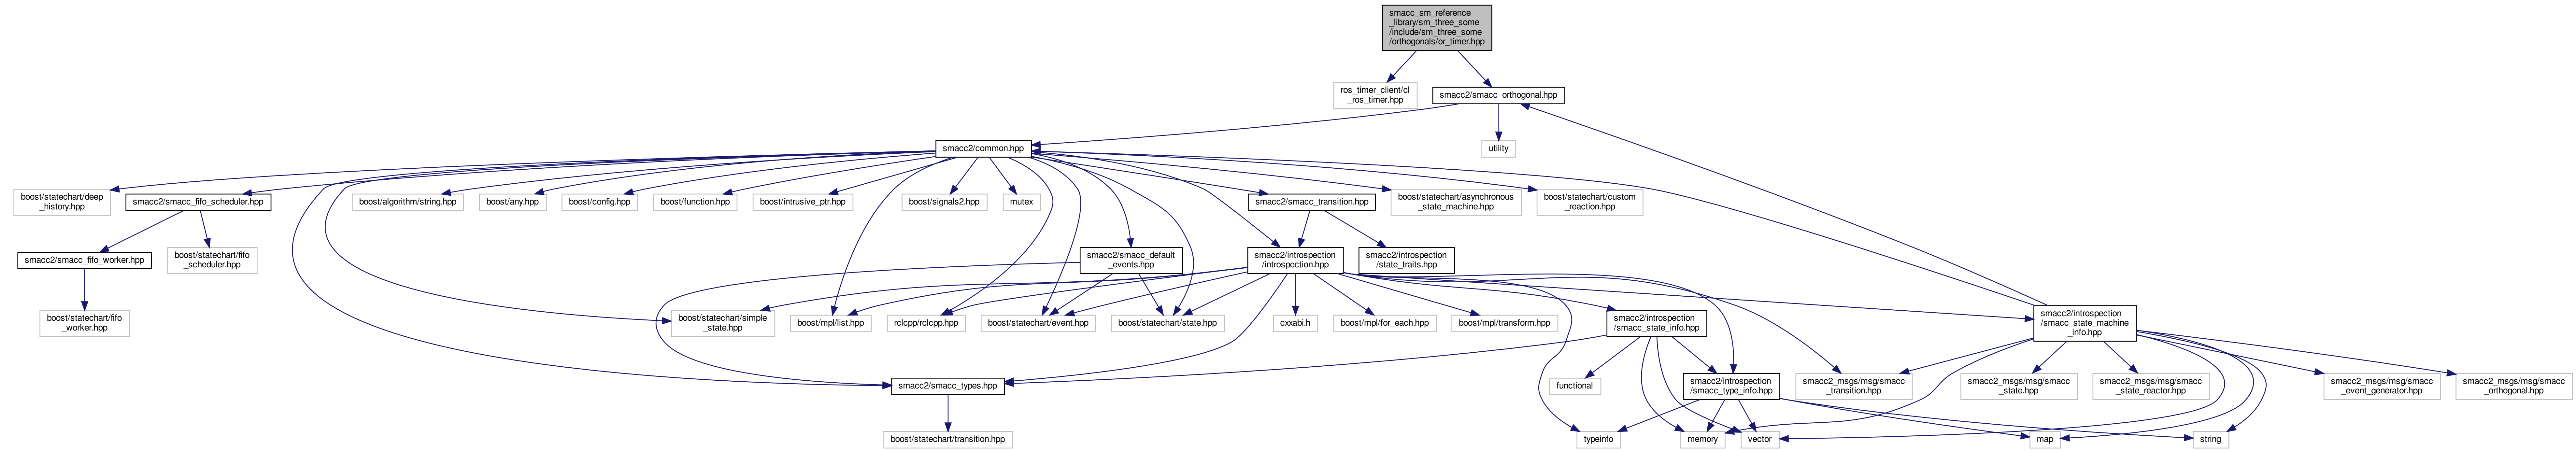 smacc_sm_reference
_library/sm_three_some
/include/sm_three_some
/orthogonals/or_timer.hpp
ros_timer_client/cl
_ros_timer.hpp
smacc2/smacc_orthogonal.hpp
smacc2/common.hpp
utility
boost/statechart/deep
_history.hpp
smacc2/smacc_fifo_scheduler.hpp
boost/algorithm/string.hpp
boost/any.hpp
boost/config.hpp
boost/function.hpp
boost/intrusive_ptr.hpp
boost/signals2.hpp
mutex
smacc2/smacc_transition.hpp
boost/statechart/asynchronous
_state_machine.hpp
boost/statechart/custom
_reaction.hpp
smacc2/smacc_fifo_worker.hpp
boost/statechart/fifo
_scheduler.hpp
smacc2/smacc_default
_events.hpp
smacc2/introspection
/introspection.hpp
smacc2/introspection
/state_traits.hpp
boost/statechart/fifo
_worker.hpp
boost/statechart/simple
_state.hpp
boost/mpl/list.hpp
rclcpp/rclcpp.hpp
boost/statechart/event.hpp
boost/statechart/state.hpp
cxxabi.h
boost/mpl/for_each.hpp
boost/mpl/transform.hpp
smacc2/introspection
/smacc_state_info.hpp
smacc2/introspection
/smacc_state_machine
_info.hpp
smacc2/smacc_types.hpp
functional
smacc2/introspection
/smacc_type_info.hpp
smacc2_msgs/msg/smacc
_transition.hpp
smacc2_msgs/msg/smacc
_state.hpp
smacc2_msgs/msg/smacc
_state_reactor.hpp
smacc2_msgs/msg/smacc
_event_generator.hpp
smacc2_msgs/msg/smacc
_orthogonal.hpp
boost/statechart/transition.hpp
typeinfo
memory
vector
map
string